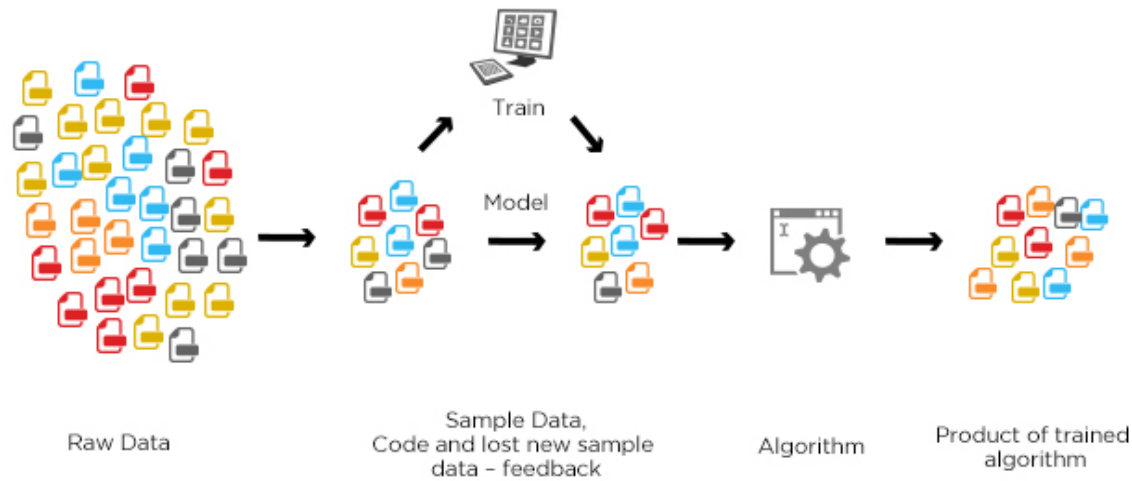 Train
Model
Raw Data
Sample Data,
Code and lost new sample
data – feedback
Algorithm
Product of trained
algorithm